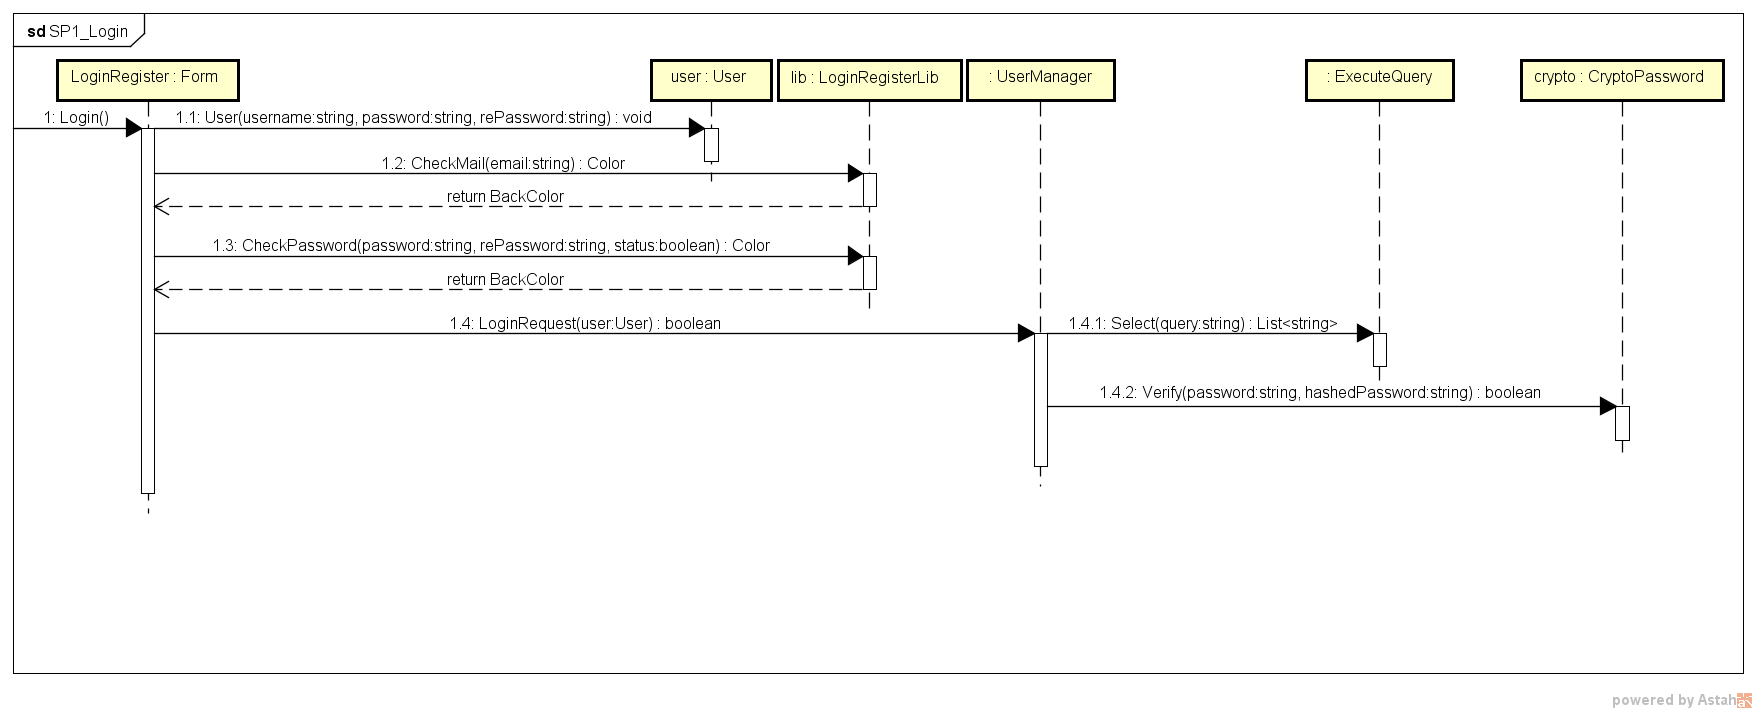 sd SP1_Login
LoginRegister : Form
user : User
lib : LoginRegisterLib
: UserManager
: ExecuteQuery
crypto : CryptoPassword
1: Login()
1.1: User(username:string, password:string, rePassword:string) : void
1.2: CheckMail(email:string) : Color
return BackColor
1.3: CheckPassword(password:string, rePassword:string, status:boolean) : Color
return BackColor
1.4: LoginRequest(user:User) : boolean
1.4.1: Select(query:string) : List<string>
1.4.2: Verify(password:string, hashedPassword:string) : boolean
powered by Astah